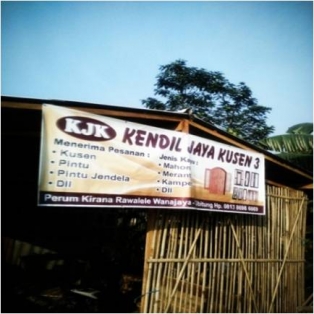 KJK KENDIL JAYA KUSEN 3
Menerima Pesanan :
• Kusen
• Pintu
• Pintu Jendela
• Dll
Jenis Kayu
• Mahon
• Meran
• Kampe
• Dll
Perum Kirana Rawalele Wanajaya